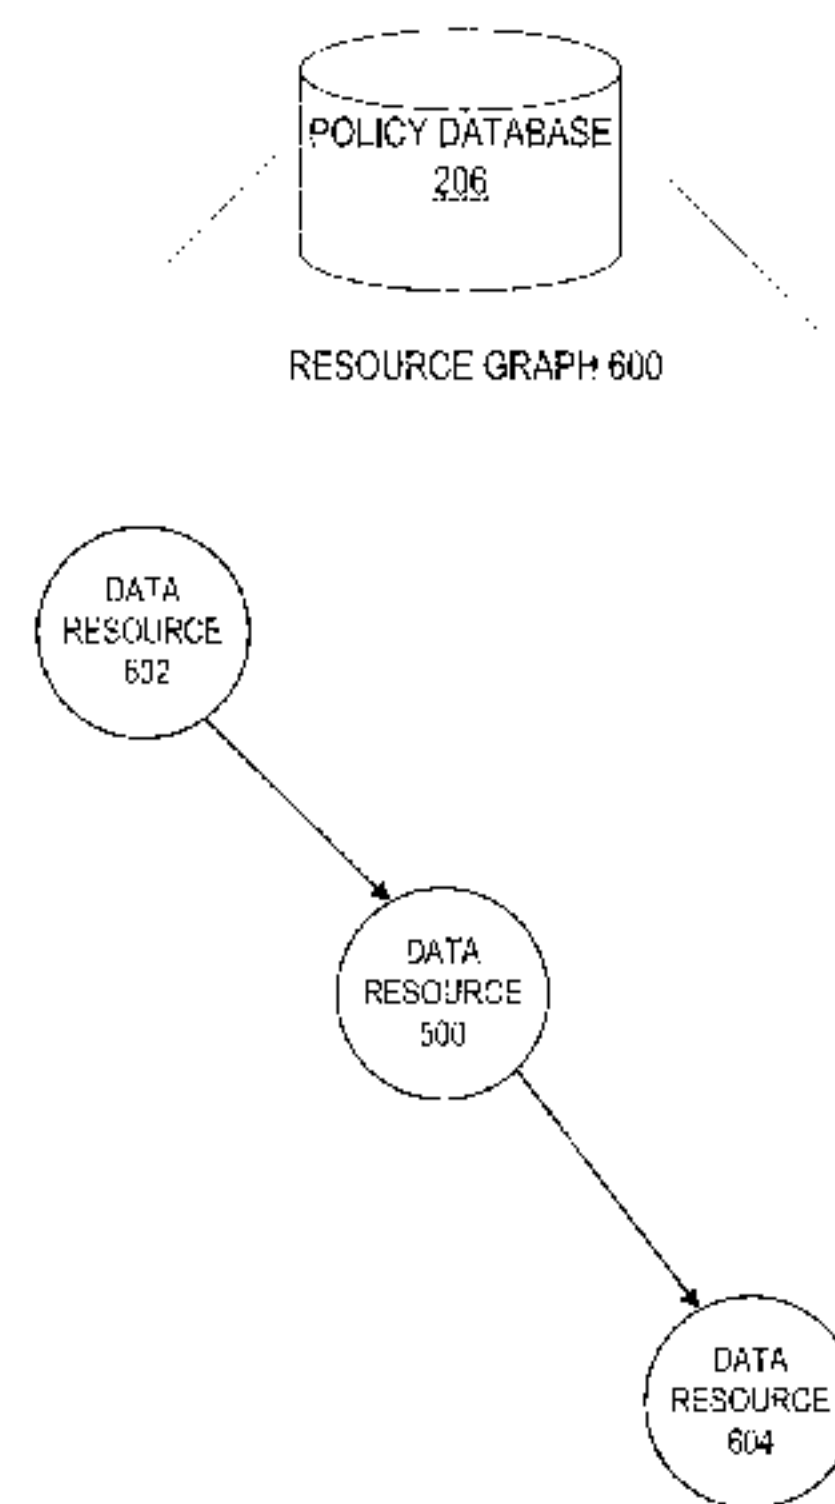 POLICY DATABASE
206
RESOURCE GRAPH 600
DATA
RESOURCE
602
DATA
RESOURCE
500
DATA
RESOURCE
604